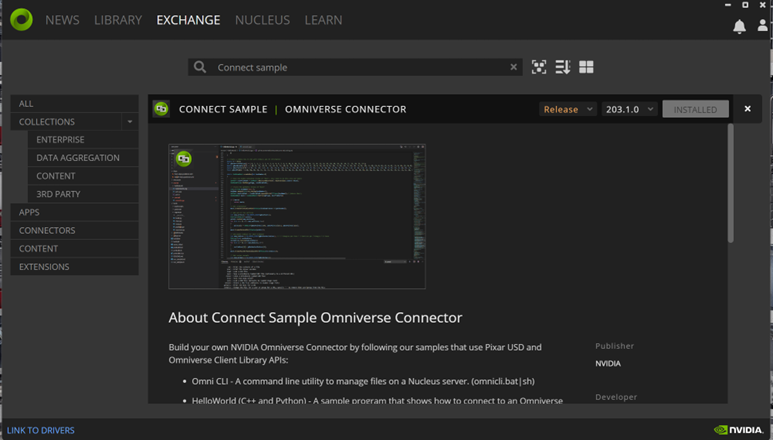 NEWS LIBRARY EXCHANGE NUCLEUS LEARN
Connect sample
ALL
COLLECTIONS
ENTERPRISE
DATA AGGREGATION
CONTENT
3RD PARTY
APPS
CONNECTORS
CONTENT
EXTENSIONS
CONNECT SAMPLE | OMNIVERSE CONNECTOR Release 203.1.0 INSTALLED
About Connect Sample Omniverse Connector
Build your own NVIDIA Omniverse Connector by following our samples that use Pixar USD and
Omniverse Client Library APIs:
• Omni CLI - A command line utility to manage files on a Nucleus server. (omnicli.bat|sh)
• HelloWorld (C++ and Python) - A sample program that shows how to connect to an Omniverse
Publisher
NVIDIA
Developer
LINK TO DRIVERS
NVIDIA.